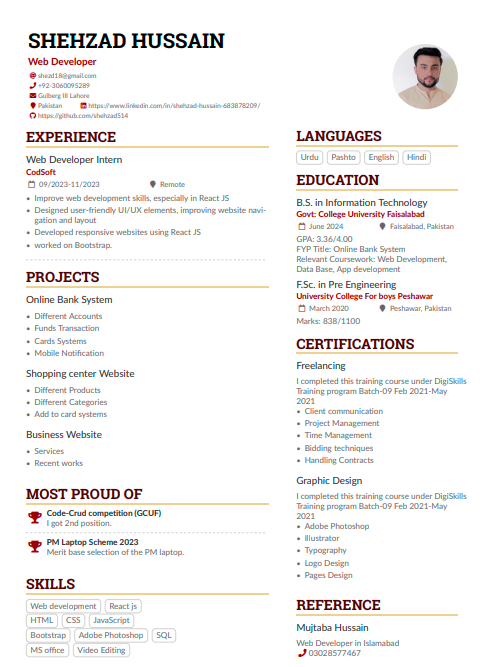 SHEHZAD HUSSAIN
Web Developer
shezd18@gmail.com
+92-3060095289
Gulberg III Lahore
Pakistan https://www.linkedin.com/in/shehzad-hussain-683878209/
https://github.com/shehzad514
EXPERIENCE
Web Developer Intern
CodSoft
09/2023-11/2023 Remote
• Improve web development skills, especially in React JS
• Designed user-friendly UI/UX elements, improving website navi-
gation and layout
• Developed responsive websites using React JS
• worked on Bootstrap.
PROJECTS
Online Bank System
• Different Accounts
• Funds Transaction
• Cards Systems
• Mobile Notification
Shopping center Website
• Different Products
• Different Categories
• Add to card systems
Business Website
• Services
• Recent works
MOST PROUD OF
Code-Crud competition (GCUF)
I got 2nd position.
PM Laptop Scheme 2023
Merit base selection of the PM laptop.
SKILLS
Web development React js
HTML CSS JavaScript
Bootstrap Adobe Photoshop SQL
MS office Video Editing
LANGUAGES
Urdu Pashto English Hindi
EDUCATION
B.S. in Information Technology
Govt: College University Faisalabad
June 2024 Faisalabad, Pakistan
GPA: 3.36/4.00
FYP Title: Online Bank System
Relevant Coursework: Web Development,
Data Base, App development
F.Sc. in Pre Engineering
University College For boys Peshawar
March 2020 Peshawar, Pakistan
Marks: 838/1100
CERTIFICATIONS
Freelancing
I completed this training course under DigiSkills
Training program Batch-09 Feb 2021-May
2021
• Client communication
• Project Management
• Time Management
• Bidding techniques
• Handling Contracts
Graphic Design
I completed this training course under DigiSkills
Training program Batch-09 Feb 2021-May
2021
• Adobe Photoshop
• Illustrator
• Typography
• Logo Design
• Pages Design
REFERENCE
Mujtaba Hussain
Web Developer in Islamabad
03028577467